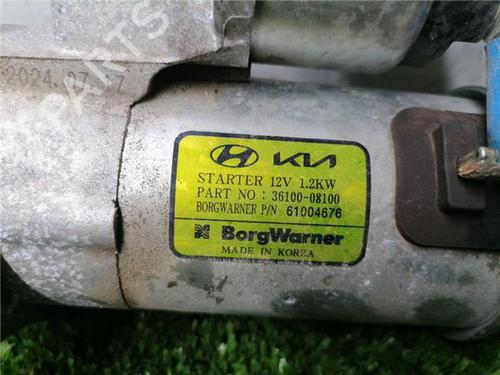 2024 07 17
KIA
STARTER 12V 1.2KW
PART NO : 36100-08100
BORGWARNER P/N 61004676
BorgWarner
MADE IN KOREA
PARTS